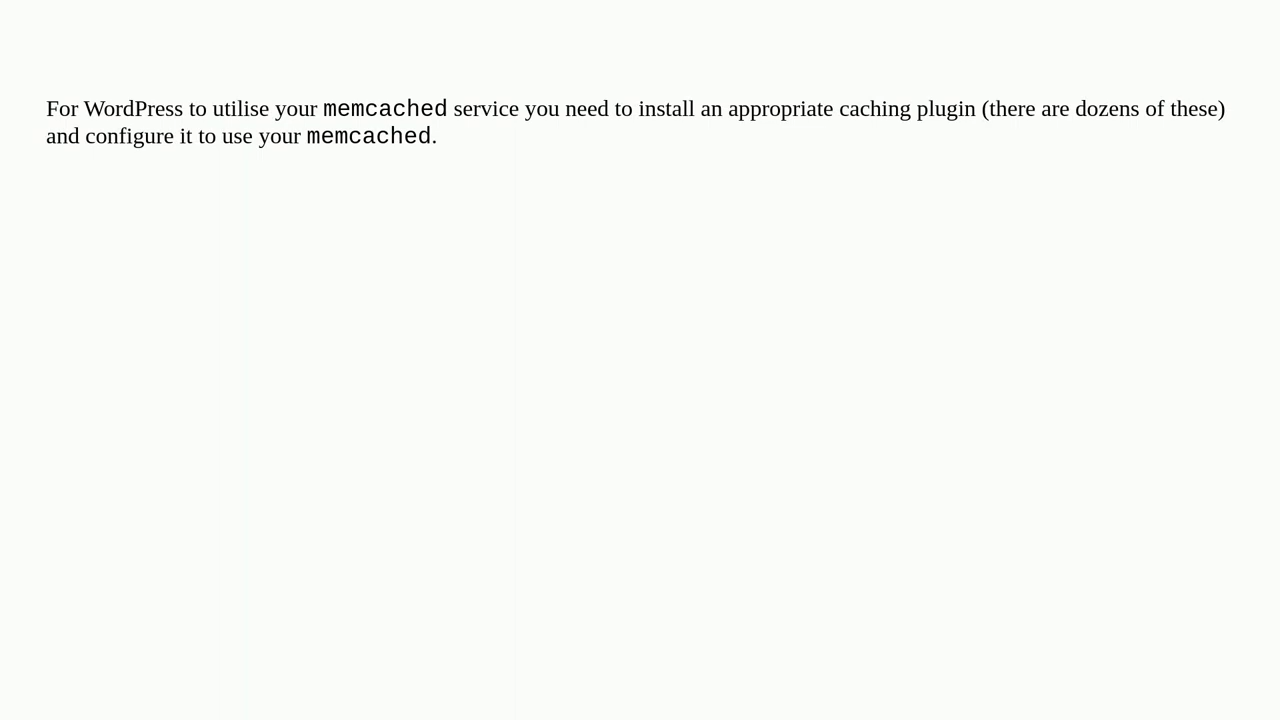 For WordPress to utilise your memcached service you need to install an appropriate caching plugin (there are dozens of these)
and configure it to use your memcached.